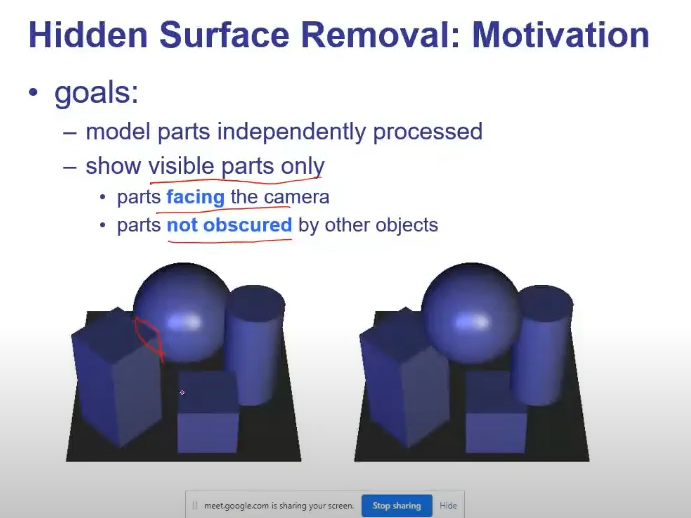 Hidden Surface Removal: Motivation
• goals:
– model parts independently processed
– show visible parts only
• parts facing the camera
• parts not obscured by other objects
meet.google.com is sharing your screen. Stop sharing Hide